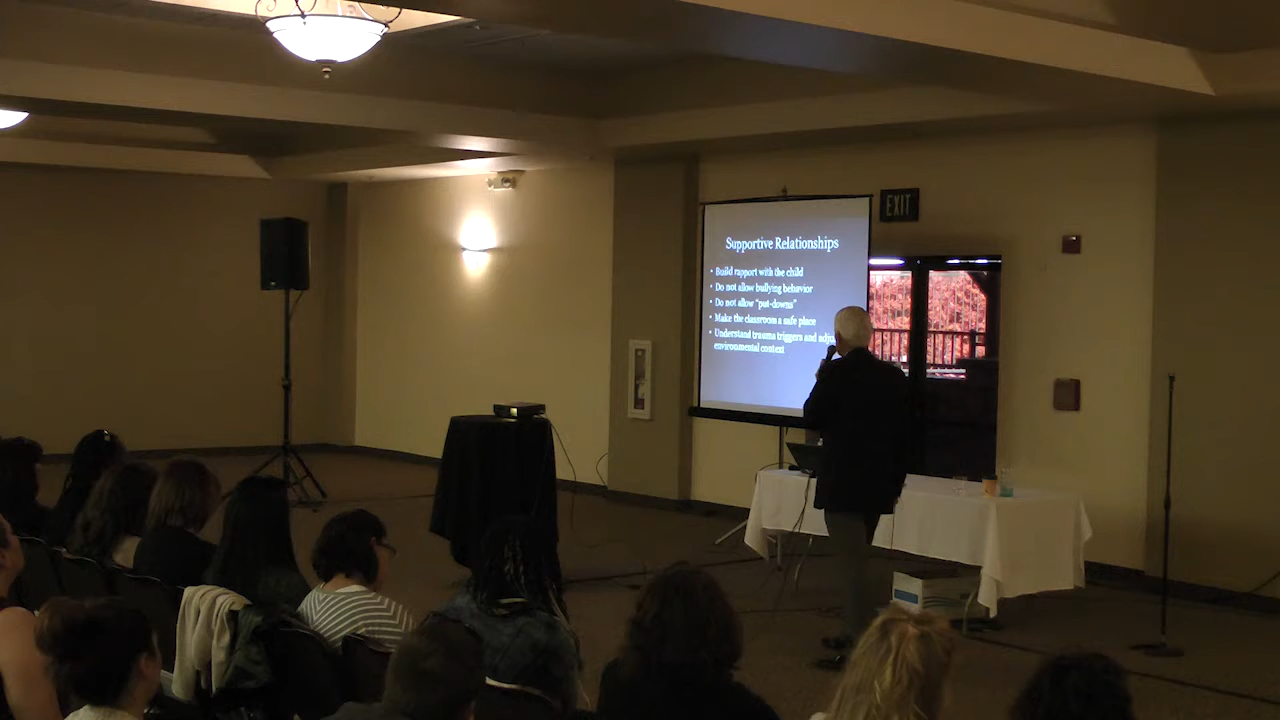 EXIT
Supportive Relationships
• Build rapport with the child
• Do not allow bullying behavior
• Do not allow "put-downs"
• Make the classroom a safe place
• Understand trauma triggers and
environmental context